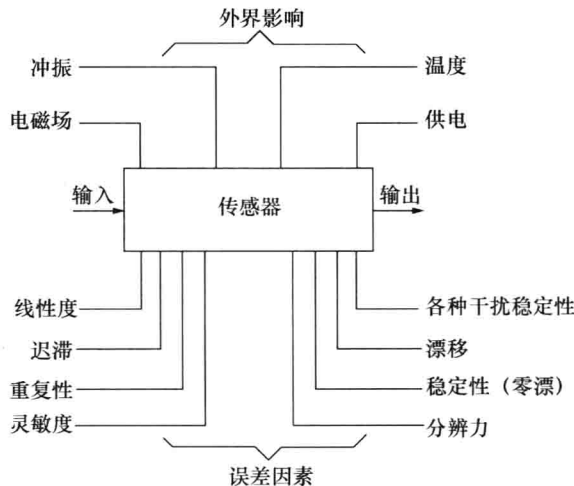 外界影响
冲振
温度
电磁场
供电
输入
传感器
输出
线性度
各种干扰稳定性
迟滞
漂移
重复性
稳定性（零漂）
灵敏度
分辨力
误差因素